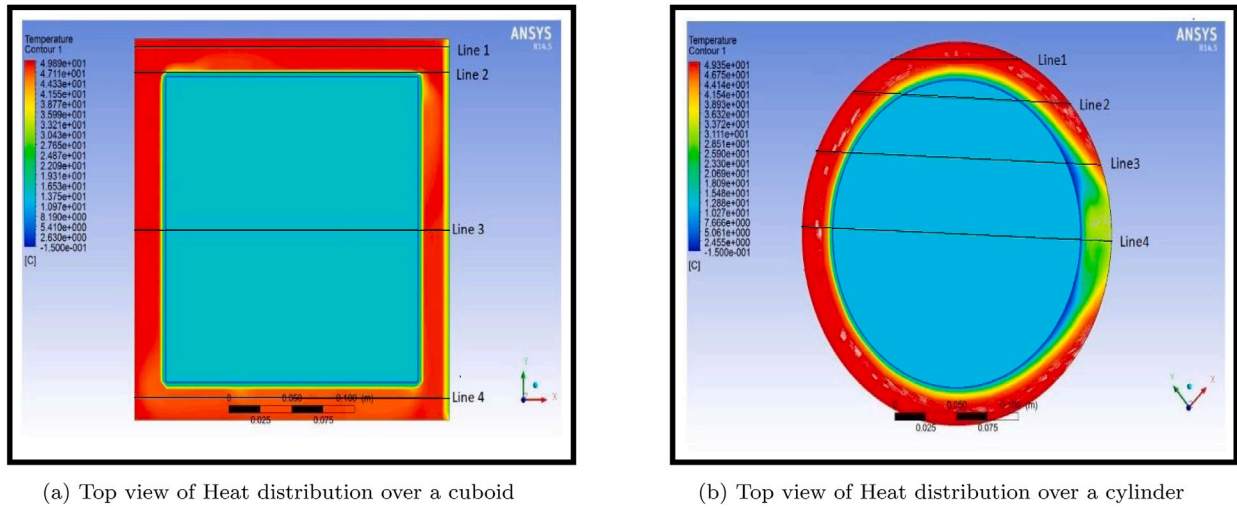 ANSYS
R14.5
Temperature
Contour 1
4.989e+001
4.711e+001
4.433e+001
4.155e+001
3.877e+001
3.599e+001
3.321e+001
3.043e+001
2.765e+001
2.487e+001
2.209e+001
1.931e+001
1.653e+001
1.375e+001
1.097e+001
8.190e+000
5.410e+000
2.630e+000
-1.500e-001
[C]
Line 1
Line 2
Line 3
Line 4
0 0.050 0.100 (m)
0.025 0.075
Y
X
Z
(a) Top view of Heat distribution over a cuboid
ANSYS
R14.5
Temperature
Contour 1
4.935e+001
4.675e+001
4.414e+001
4.154e+001
3.893e+001
3.632e+001
3.372e+001
3.111e+001
2.851e+001
2.590e+001
2.330e+001
2.069e+001
1.809e+001
1.548e+001
1.288e+001
1.027e+001
7.666e+000
5.061e+000
2.455e+000
-1.500e-001
[C]
Line1
Line2
Line3
Line4
0 0.050 0.100 (m)
0.025 0.075
Y
X
Z
(b) Top view of Heat distribution over a cylinder